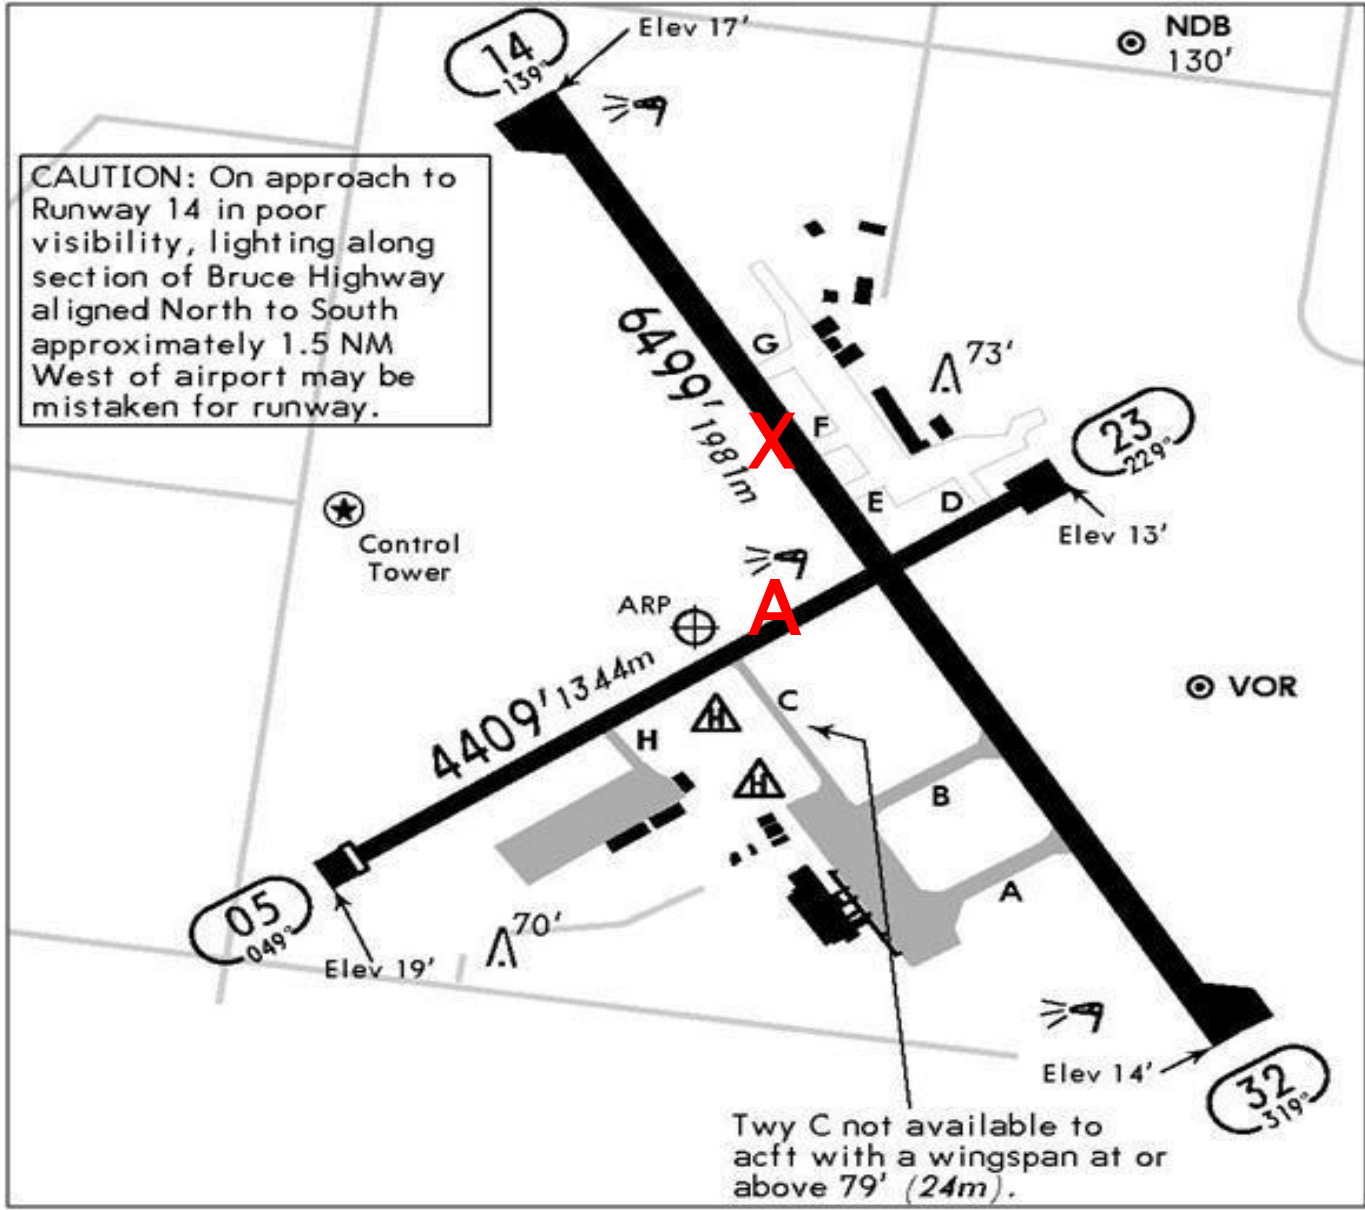 14
139°
Elev 17'
NDB
130'
CAUTION: On approach to
Runway 14 in poor
visibility, lighting along
section of Bruce Highway
aligned North to South
approximately 1.5 NM
West of airport may be
mistaken for runway.
6499' 1981m
G
73'
X
F
23
229°
E
D
Elev 13'
Control
Tower
ARP
A
4409' 1344m
C
VOR
H
H
H
B
A
05
049°
70'
Elev 19'
Elev 14'
32
319°
Twy C not available to
acft with a wingspan at or
above 79' (24m).